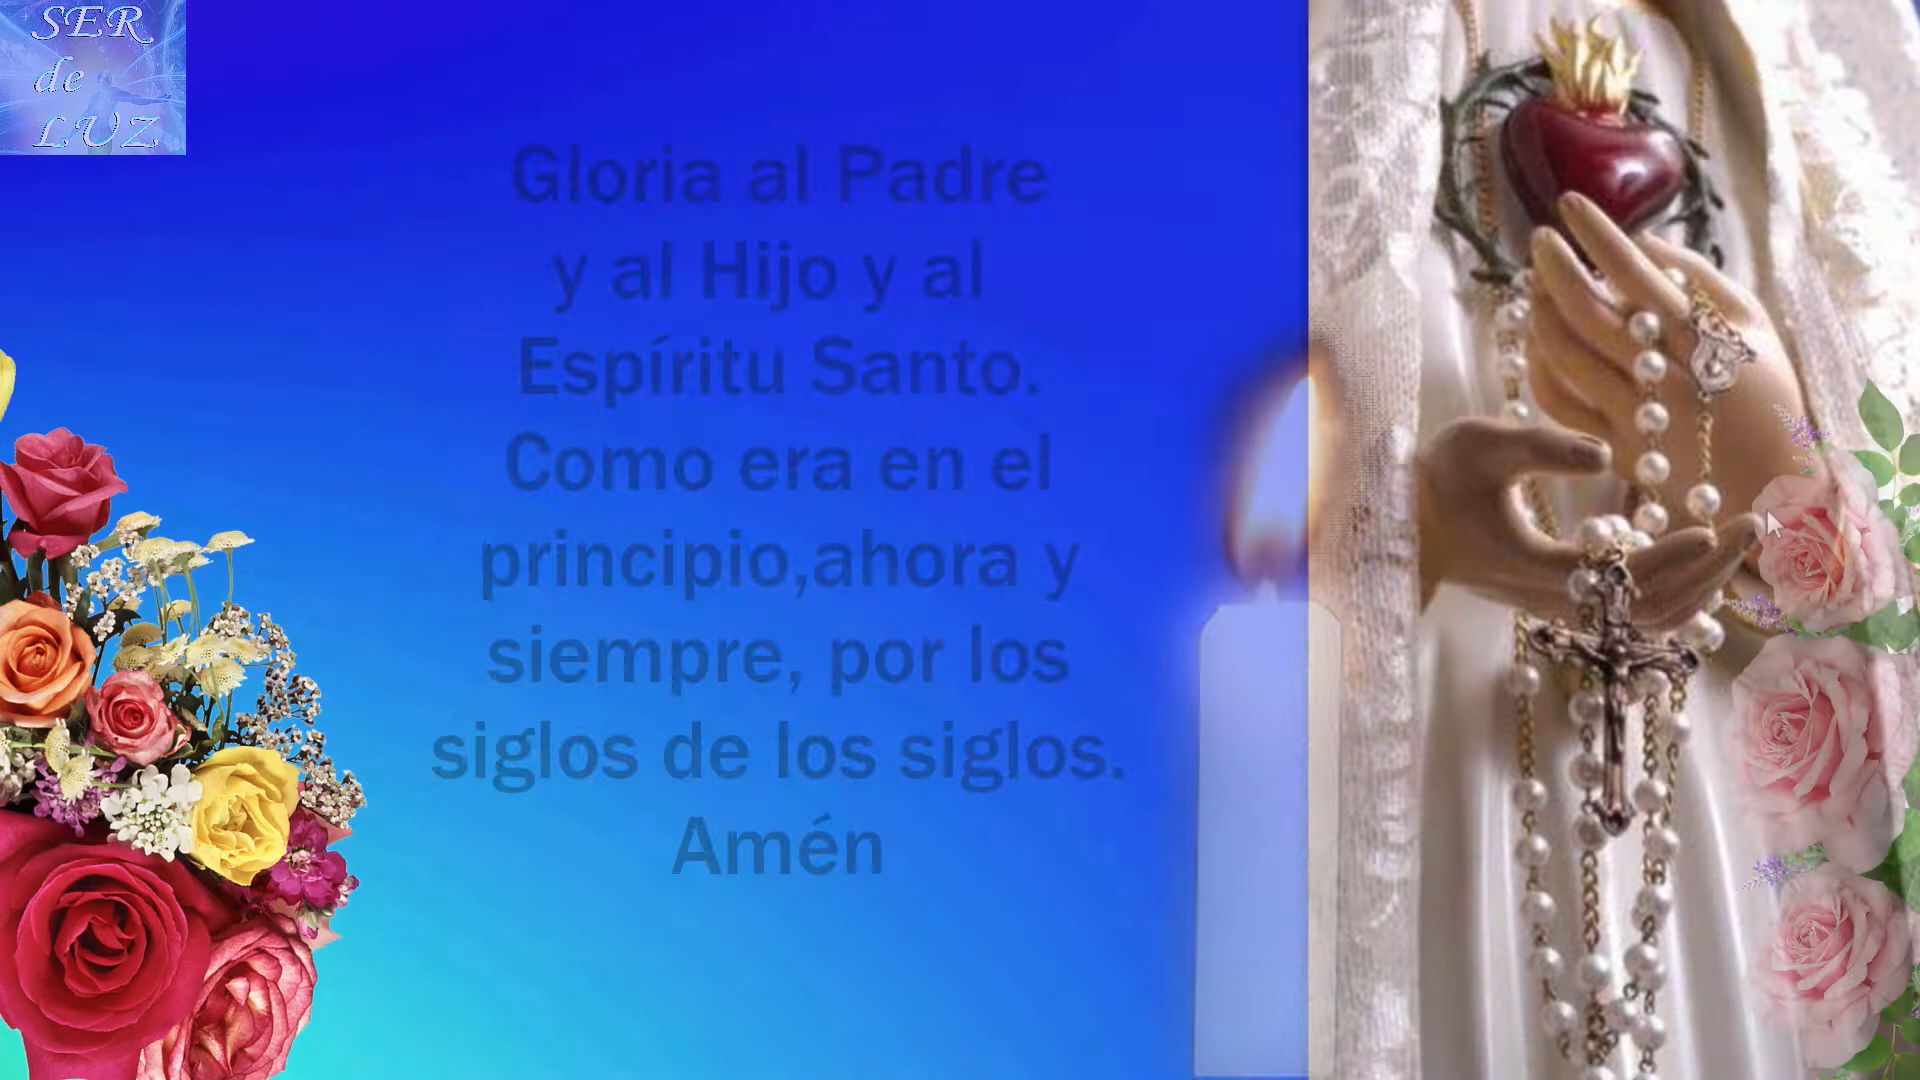 SER
de
LUZ
Gloria al Padre
y al Hijo y al
Espíritu Santo.
Como era en el
principio,ahora y
siempre, por los
siglos de los siglos.
Amén